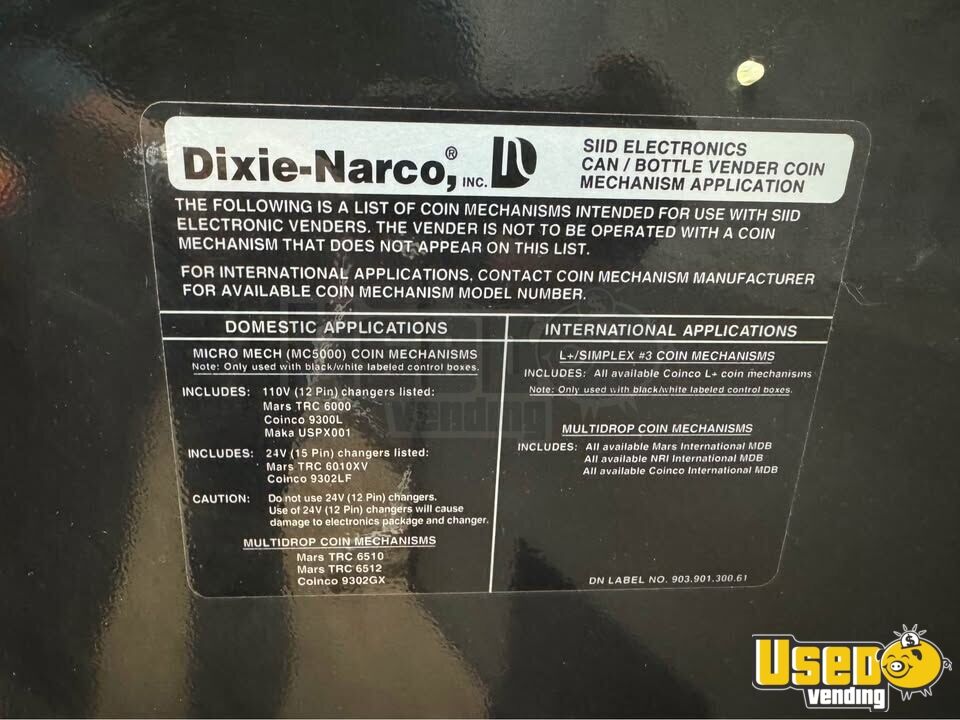 Dixie-Narco,® INC.
SIID ELECTRONICS
CAN / BOTTLE VENDER COIN
MECHANISM APPLICATION
THE FOLLOWING IS A LIST OF COIN MECHANISMS INTENDED FOR USE WITH SIID
ELECTRONIC VENDERS. THE VENDER IS NOT TO BE OPERATED WITH A COIN
MECHANISM THAT DOES NOT APPEAR ON THIS LIST.
FOR INTERNATIONAL APPLICATIONS, CONTACT COIN MECHANISM MANUFACTURER
FOR AVAILABLE COIN MECHANISM MODEL NUMBER.
DOMESTIC APPLICATIONS
MICRO MECH (MC5000) COIN MECHANISMS
Note: Only used with black/white labeled control boxes.
INCLUDES: 110V (12 Pin) changers listed:
Mars TRC 6000
Coinco 9300L
Maka USPX001
INCLUDES: 24V (15 Pin) changers listed:
Mars TRC 6010XV
Coinco 9302LF
CAUTION: Do not use 24V (12 Pin) changers.
Use of 24V (12 Pin) changers will cause
damage to electronics package and changer.
MULTIDROP COIN MECHANISMS
Mars TRC 6510
Mars TRC 6512
Coinco 9302GX
INTERNATIONAL APPLICATIONS
L+/SIMPLEX #3 COIN MECHANISMS
INCLUDES: All available Coinco L+ coin mechanisms
Note: Only used with black/white labeled control boxes.
MULTIDROP COIN MECHANISMS
INCLUDES: All available Mars International MDB
All available NRI International MDB
All available Coinco International MDB
DN LABEL NO. 903.901.300.61
USED
vending